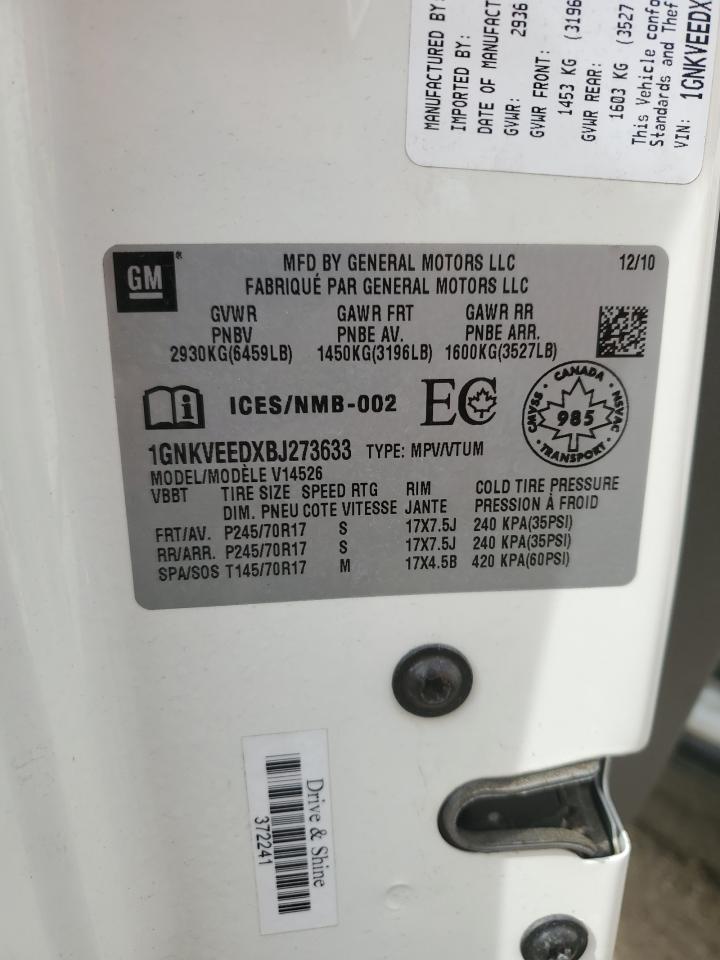 MANUFACTURED BY:
IMPORTED BY:
DATE OF MANUFACT
GVWR: 2936
GVWR FRONT:
1453 KG (3196
GVWR REAR:
1603 KG (3527
This Vehicle confo
Standards and Thef
VIN: 1GNKVEEDX
GM®
MFD BY GENERAL MOTORS LLC 12/10
FABRIQUÉ PAR GENERAL MOTORS LLC
GVWR GAWR FRT GAWR RR
PNBV PNBE AV. PNBE ARR.
2930KG(6459LB) 1450KG(3196LB) 1600KG(3527LB)
i ICES/NMB-002 EC
CANADA
CMVSS 985 NSVAC
TRANSPORT
1GNKVEEDXBJ273633 TYPE: MPV/VTUM
MODEL/MODÈLE V14526
VBBT TIRE SIZE SPEED RTG RIM COLD TIRE PRESSURE
DIM. PNEU COTE VITESSE JANTE PRESSION À FROID
FRT/AV. P245/70R17 S 17X7.5J 240 KPA(35PSI)
RR/ARR. P245/70R17 S 17X7.5J 240 KPA(35PSI)
SPA/SOS T145/70R17 M 17X4.5B 420 KPA(60PSI)
Drive & Shine
372241